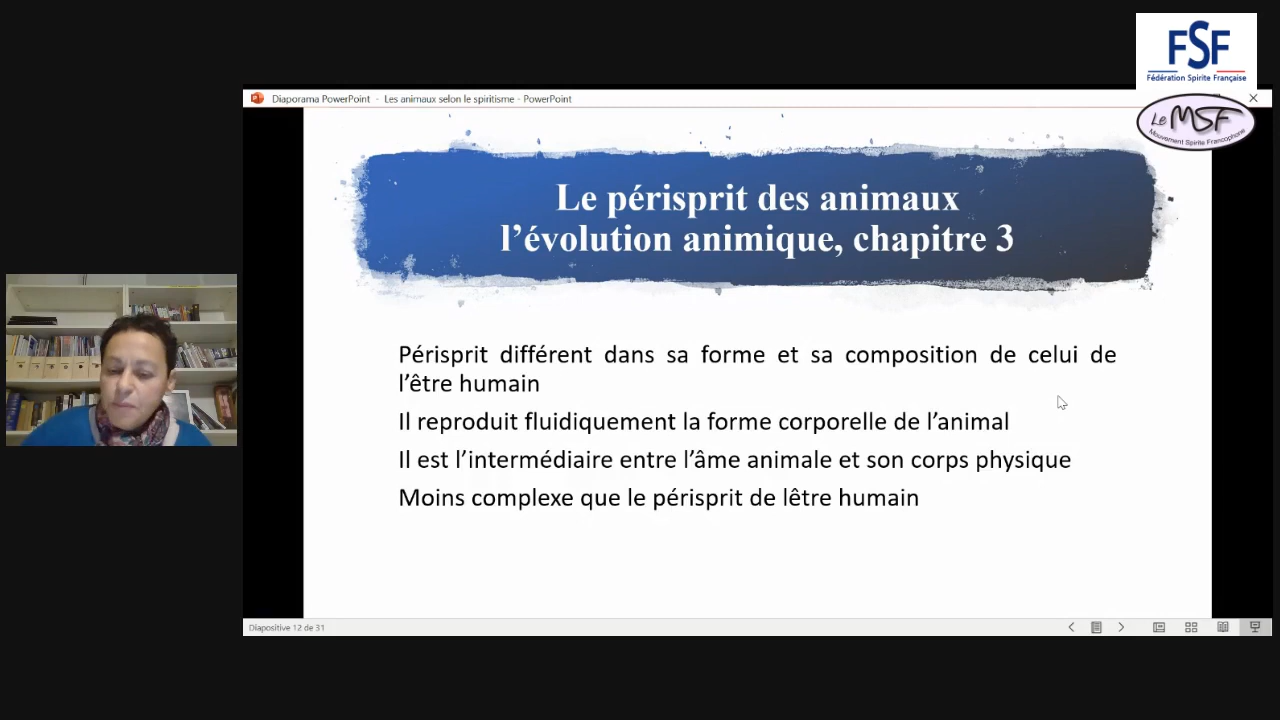 FSF
Fédération Spirite Française
Le MSF
Mouvement Spirite Francophone
Diaporama PowerPoint - Les animaux selon le spiritisme - PowerPoint
Le périsprit des animaux
l’évolution animique, chapitre 3
Périsprit différent dans sa forme et sa composition de celui de
l’être humain
Il reproduit fluidiquement la forme corporelle de l’animal
Il est l’intermédiaire entre l’âme animale et son corps physique
Moins complexe que le périsprit de lêtre humain
Diapositive 12 de 31